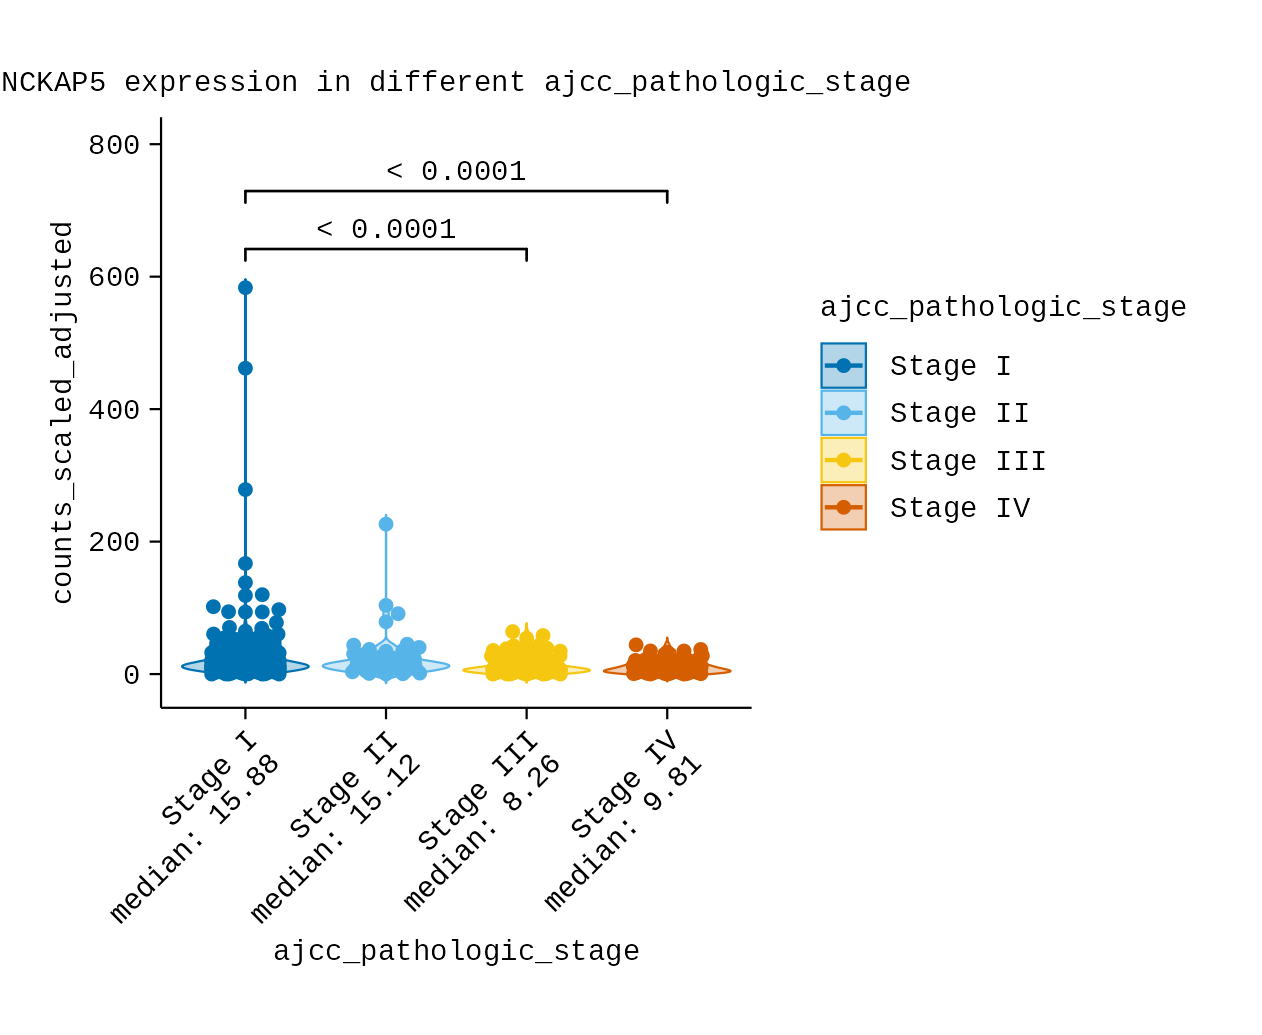 NCKAP5 expression in different ajcc_pathologic_stage
800
600
400
200
0
counts_scaled_adjusted
< 0.0001
< 0.0001
Stage I
median: 15.88
Stage II
median: 15.12
Stage III
median: 8.26
Stage IV
median: 9.81
ajcc_pathologic_stage
ajcc_pathologic_stage
Stage I
Stage II
Stage III
Stage IV